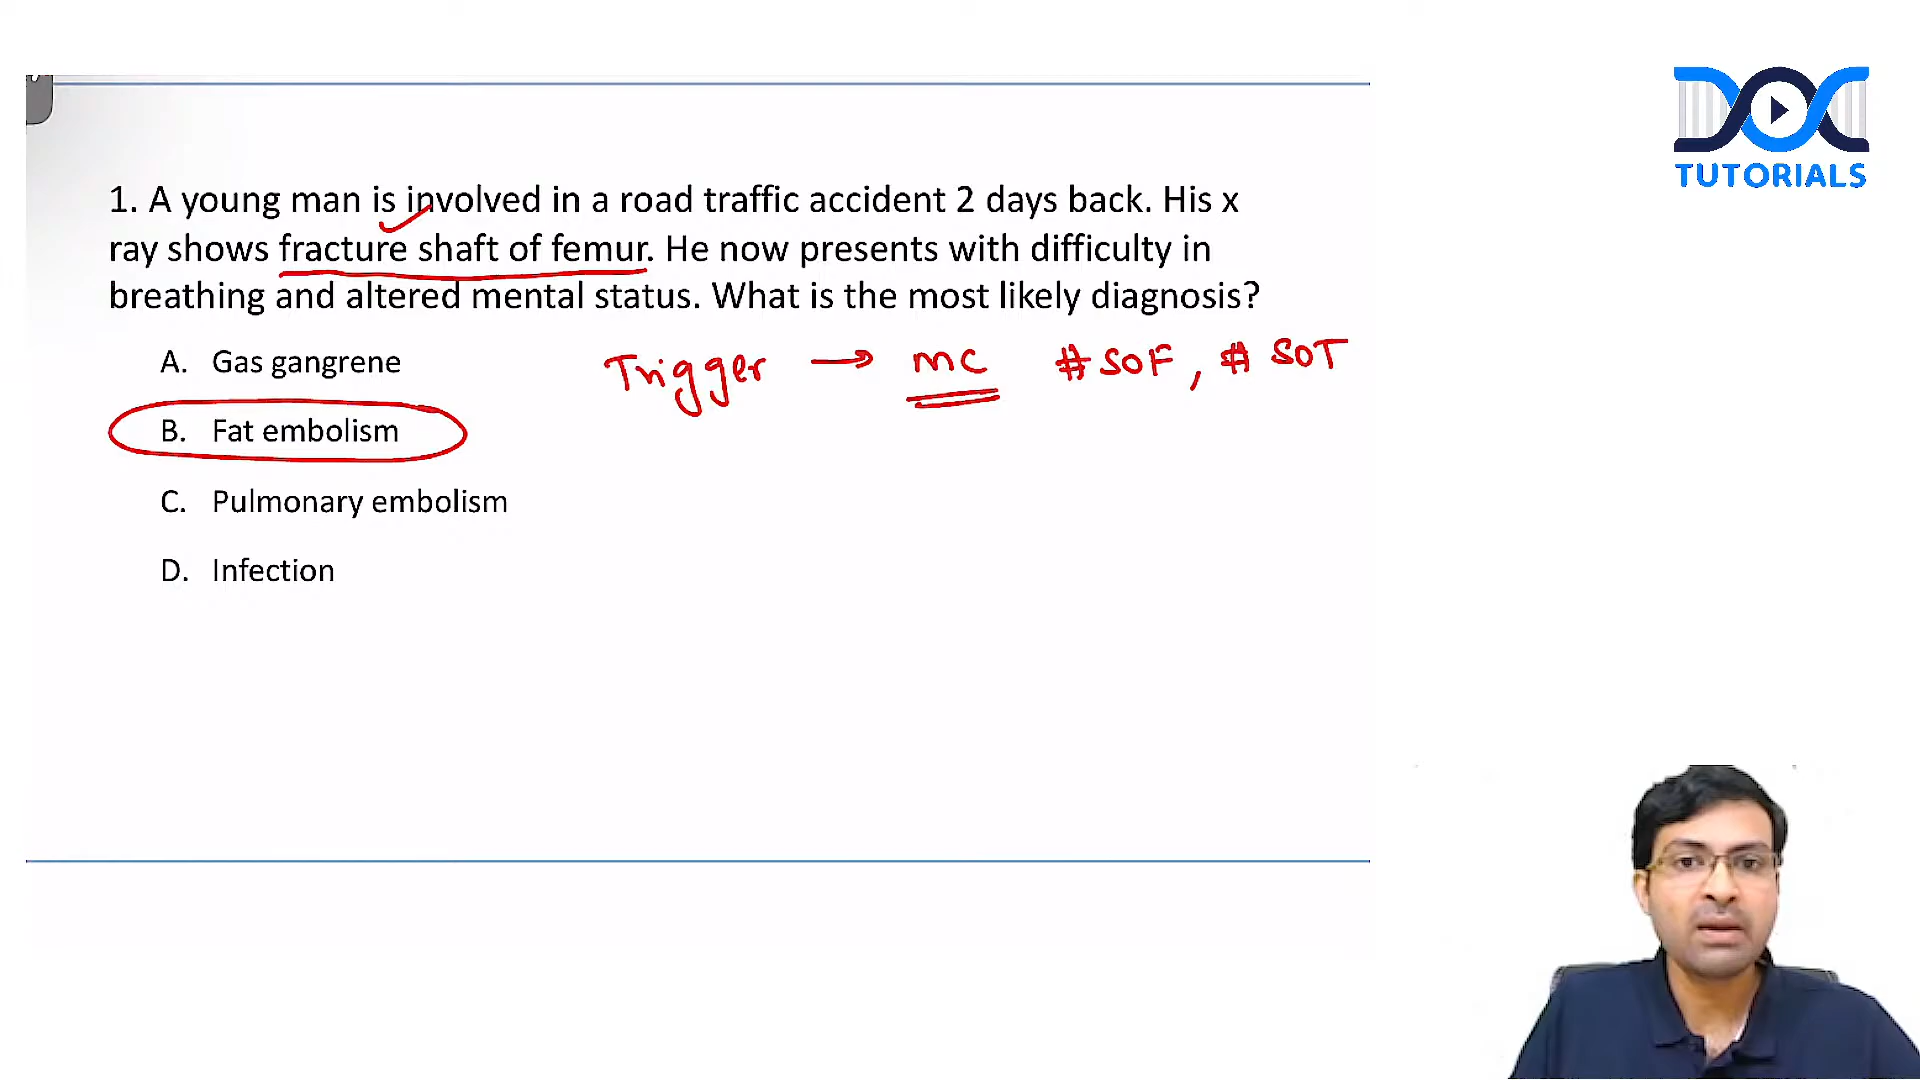 DOC
TUTORIALS
1. A young man is involved in a road traffic accident 2 days back. His x
ray shows fracture shaft of femur. He now presents with difficulty in
breathing and altered mental status. What is the most likely diagnosis?
A. Gas gangrene
Trigger → MC # SOF, # SOT
B. Fat embolism
C. Pulmonary embolism
D. Infection